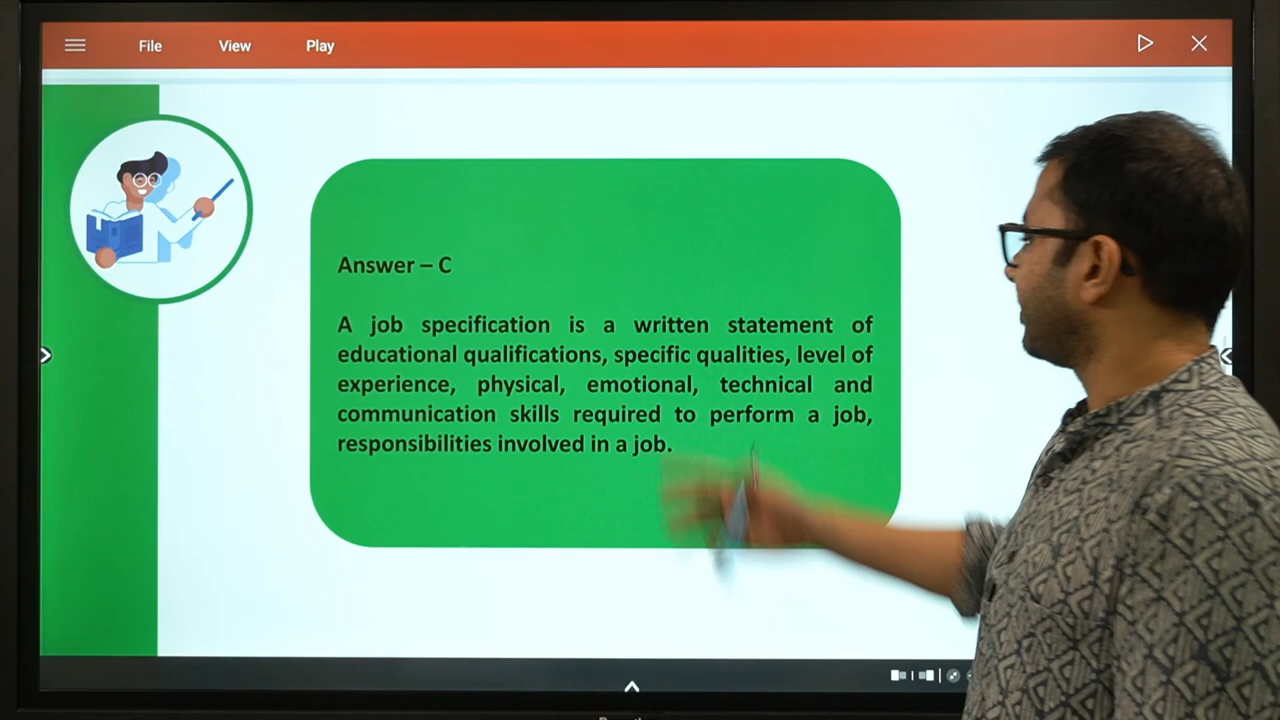 File View Play
Answer – C
A job specification is a written statement of
educational qualifications, specific qualities, level of
experience, physical, emotional, technical and
communication skills required to perform a job,
responsibilities involved in a job.